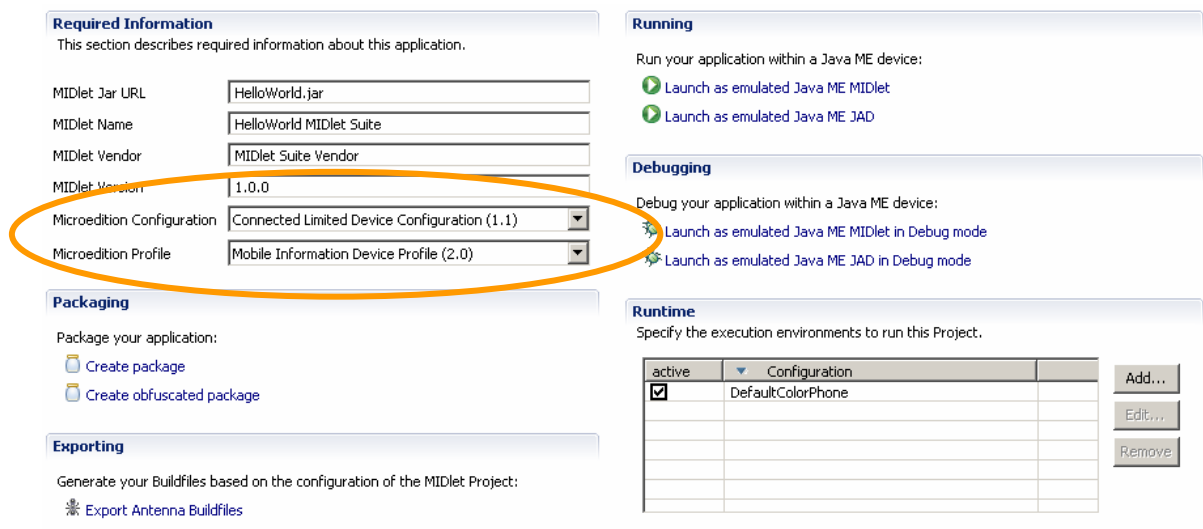 Required Information
This section describes required information about this application.
MIDlet Jar URL
HelloWorld.jar
MIDlet Name
HelloWorld MIDlet Suite
MIDlet Vendor
MIDlet Suite Vendor
MIDlet Version
1.0.0
Microedition Configuration
Connected Limited Device Configuration (1.1)
Microedition Profile
Mobile Information Device Profile (2.0)
Packaging
Package your application:
Create package
Create obfuscated package
Exporting
Generate your Buildfiles based on the configuration of the MIDlet Project:
Export Antenna Buildfiles
Running
Run your application within a Java ME device:
Launch as emulated Java ME MIDlet
Launch as emulated Java ME JAD
Debugging
Debug your application within a Java ME device:
Launch as emulated Java ME MIDlet in Debug mode
Launch as emulated Java ME JAD in Debug mode
Runtime
Specify the execution environments to run this Project.
active Configuration
DefaultColorPhone
Add...
Edit...
Remove